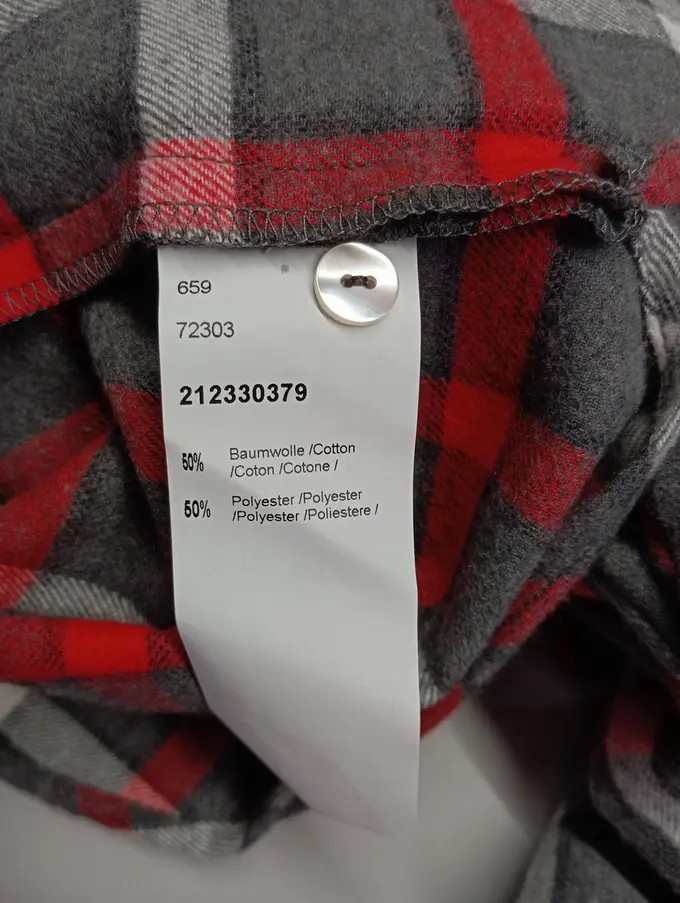 659
72303
212330379
50% Baumwolle /Cotton
/Coton /Cotone /
50% Polyester /Polyester
/Polyester /Poliestere /